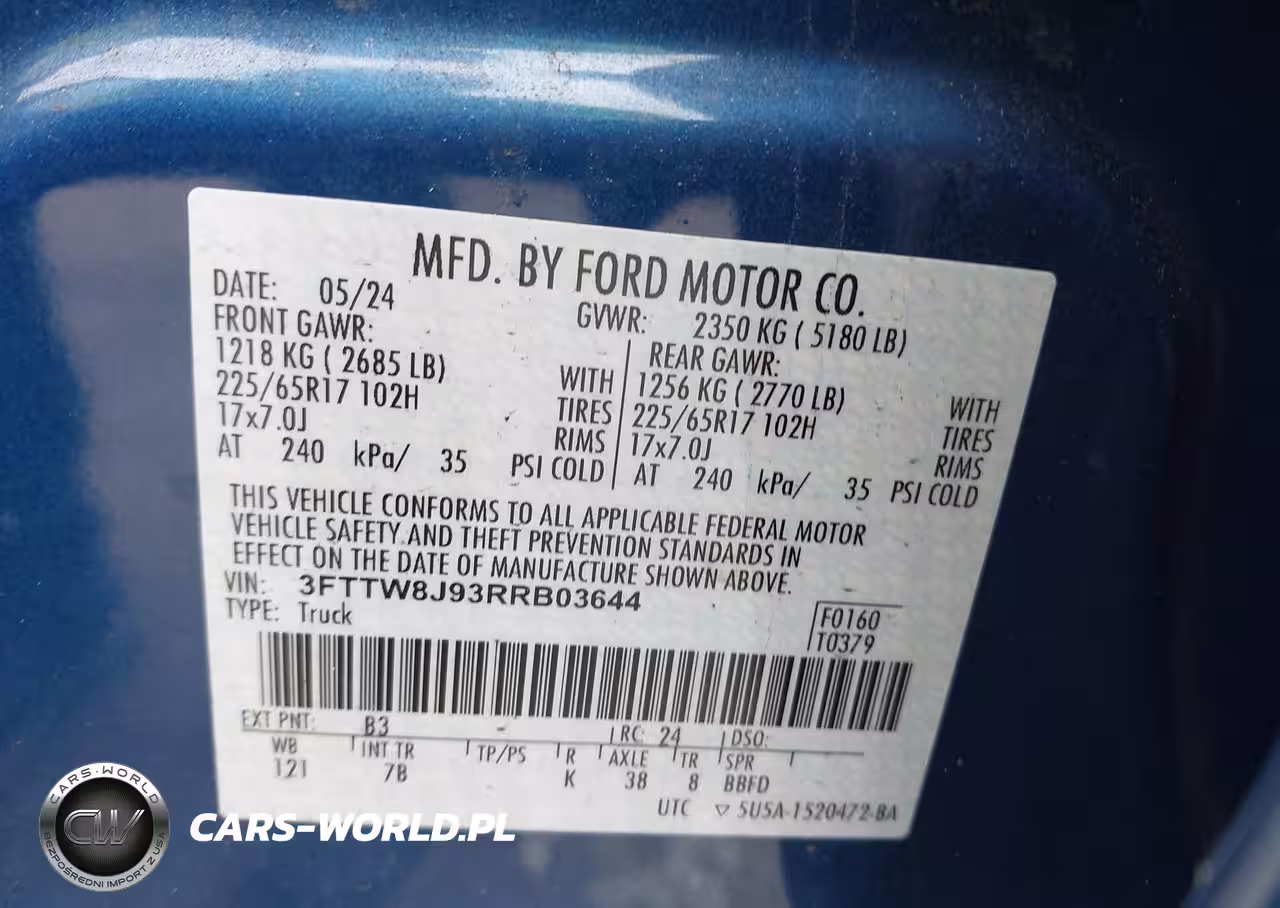 MFD. BY FORD MOTOR CO.
DATE: 05/24 GVWR: 2350 KG ( 5180 LB)
FRONT GAWR: REAR GAWR:
1218 KG ( 2685 LB) WITH 1256 KG ( 2770 LB) WITH
225/65R17 102H TIRES 225/65R17 102H TIRES
17x7.0J RIMS 17x7.0J RIMS
AT 240 kPa/ 35 PSI COLD AT 240 kPa/ 35 PSI COLD
THIS VEHICLE CONFORMS TO ALL APPLICABLE FEDERAL MOTOR
VEHICLE SAFETY AND THEFT PREVENTION STANDARDS IN
EFFECT ON THE DATE OF MANUFACTURE SHOWN ABOVE.
VIN: 3FTTW8J93RRB03644
TYPE: Truck
F0160
T0379
EXT PNT: B3 - RC: 24 DSO:
WB INT TR TP/PS R AXLE TR SPR
121 7B K 38 8 BBFD
UTC ▽ 5U5A-1520472-BA
CARS-WORLD
CW
BEZPOŚREDNI IMPORT Z USA
CARS-WORLD.PL